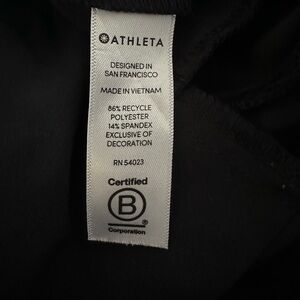 ATHLETA
DESIGNED IN
SAN FRANCISCO
MADE IN VIETNAM
86% RECYCLE
POLYESTER
14% SPANDEX
EXCLUSIVE OF
DECORATION
RN 54023
Certified
B
Corporation